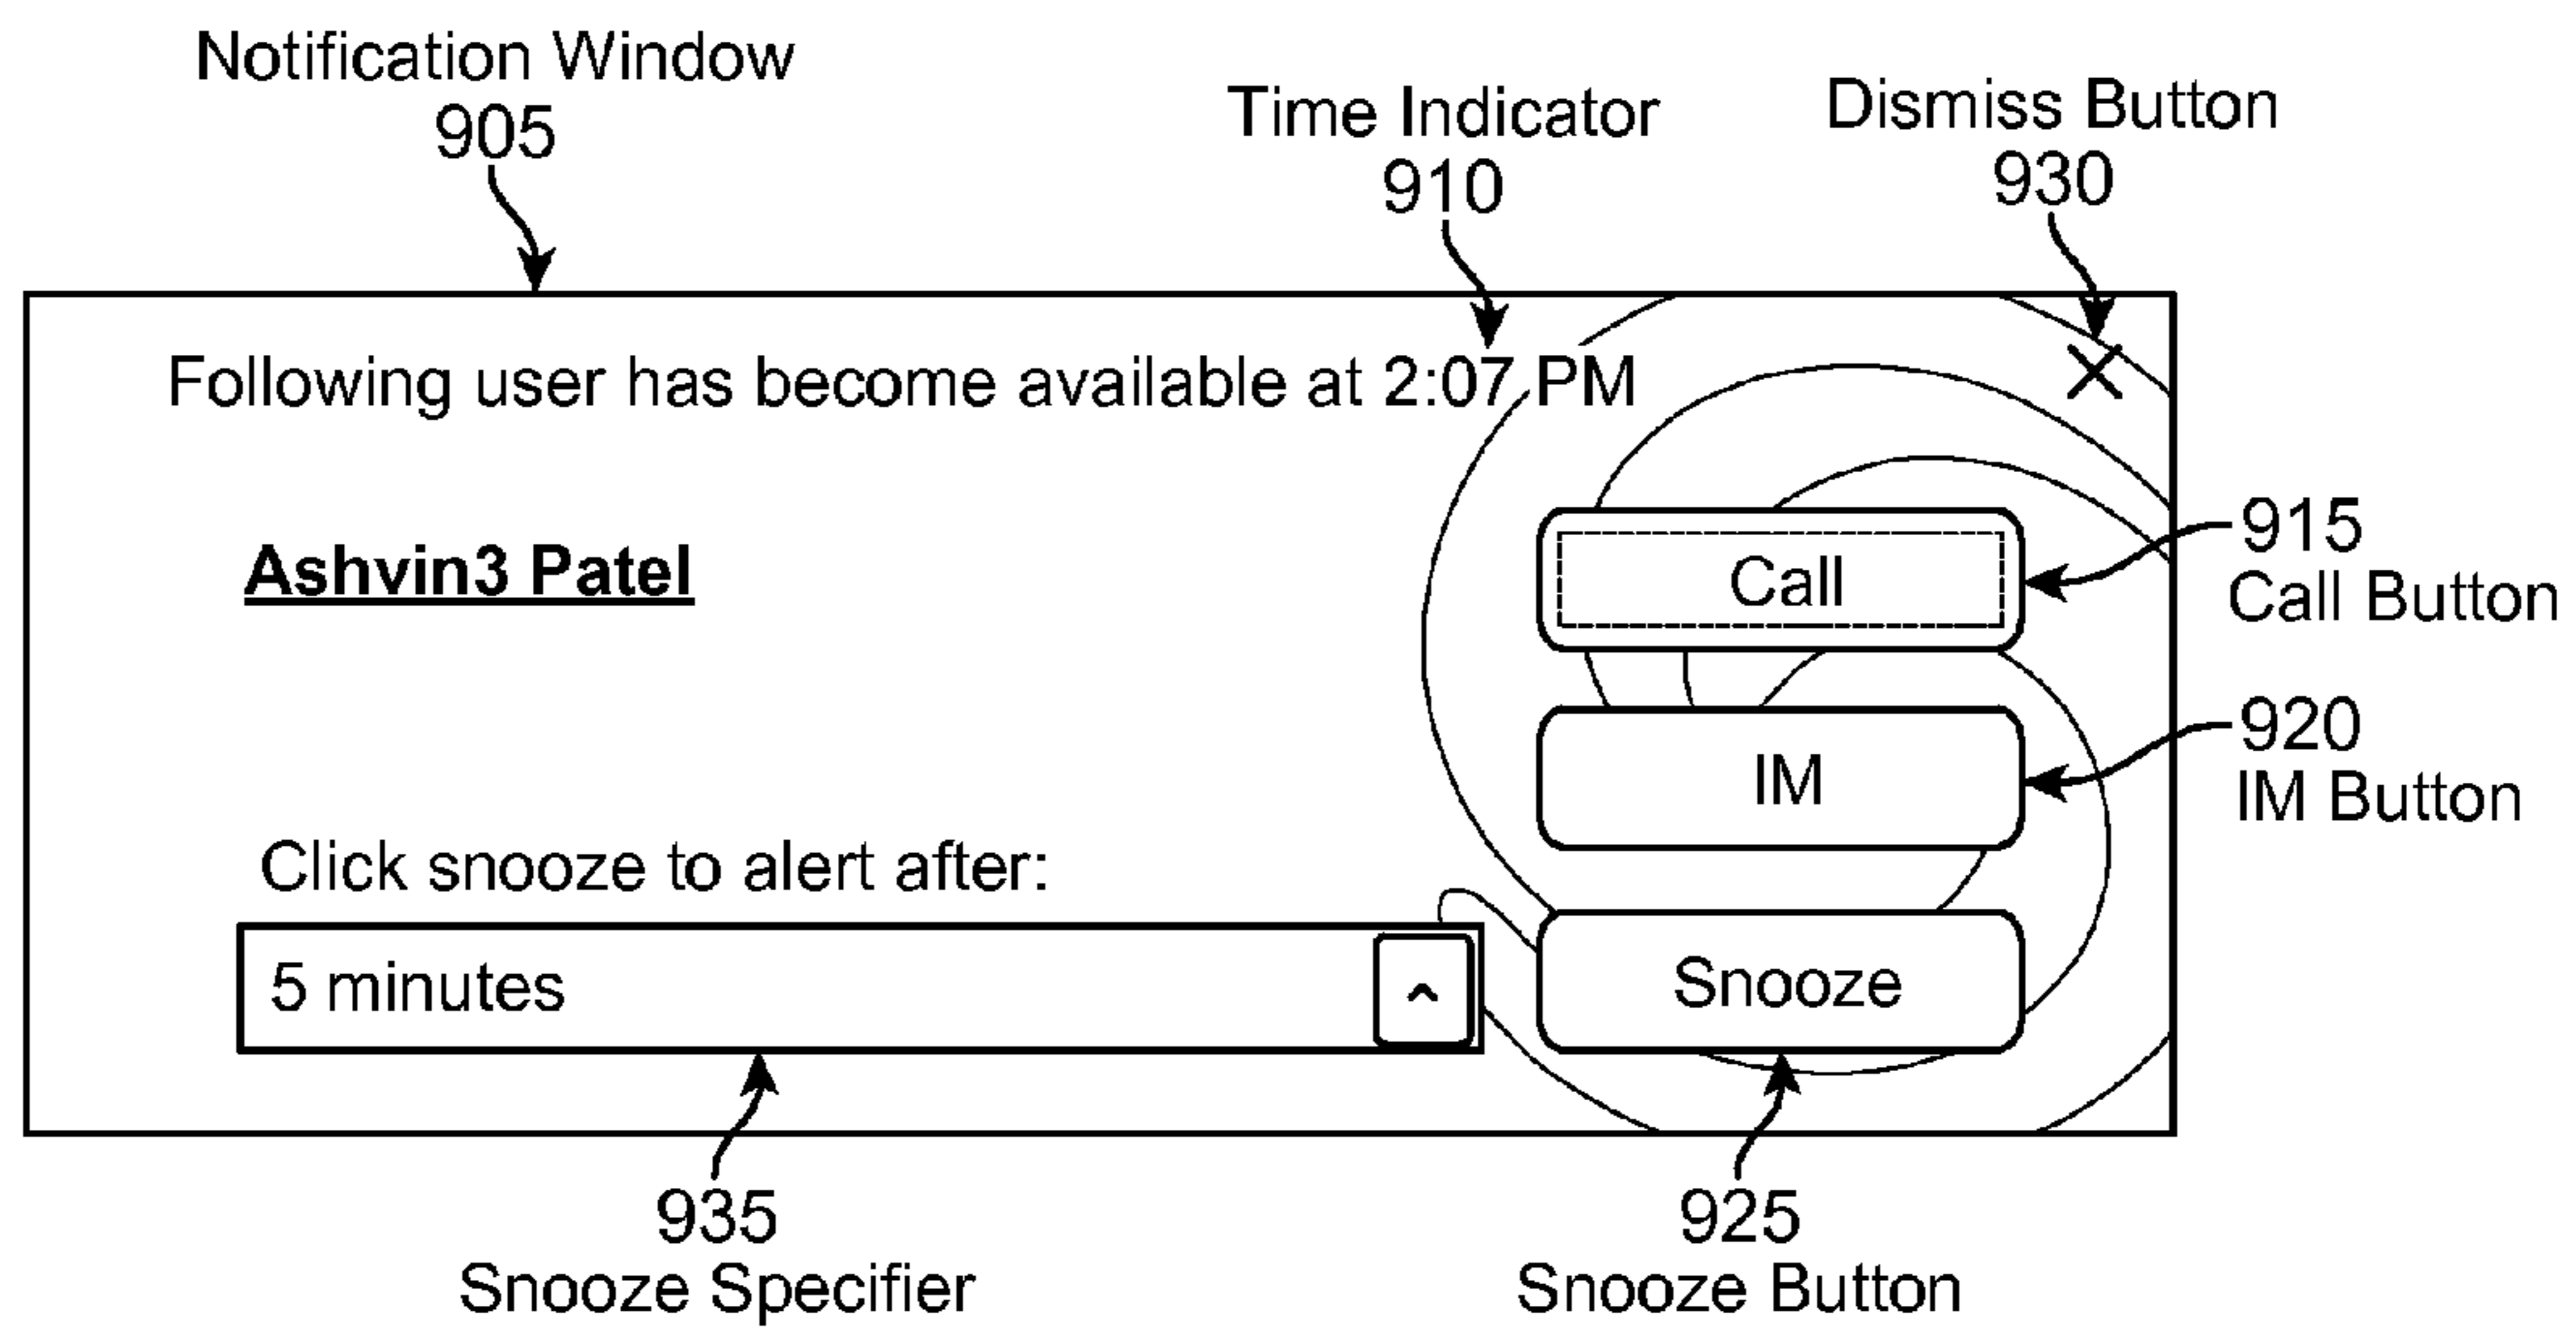 Notification Window
905
Time Indicator
910
Dismiss Button
930
Following user has become available at 2:07 PM
Ashvin3 Patel
Call
915
Call Button
IM
920
IM Button
Click snooze to alert after:
5 minutes
^
Snooze
935
Snooze Specifier
925
Snooze Button